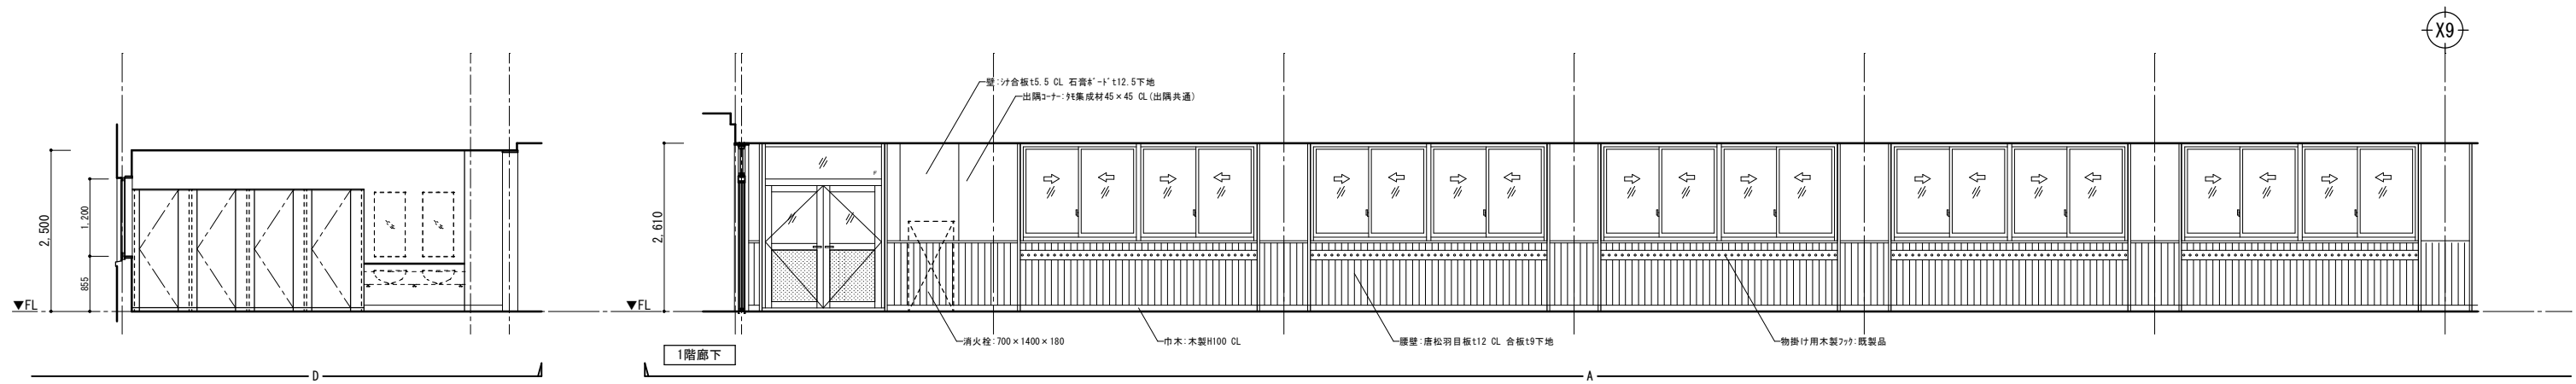 X9
壁:シナ合板t5.5 CL 石膏ボードt12.5下地
出隅コーナー:タモ集成材45×45 CL(出隅共通)
2,500
1,200
855
▼FL
2,610
▼FL
消火栓:700×1400×180
巾木:木製H100 CL
腰壁:唐松羽目板t12 CL 合板t9下地
物掛け用木製フック:既製品
1階廊下
D
A